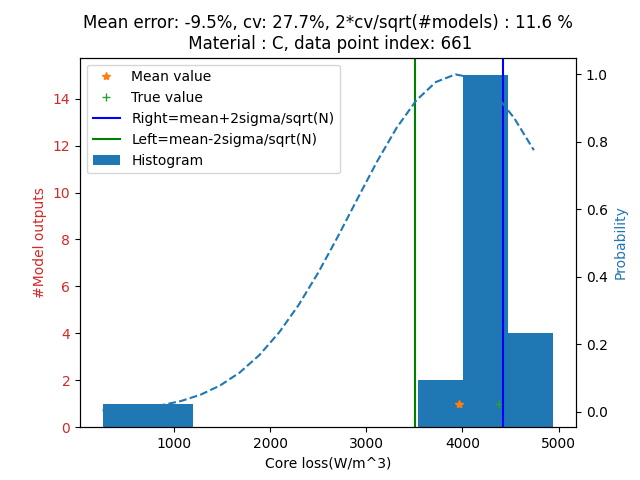 Mean error: -9.5%, cv: 27.7%, 2*cv/sqrt(#models) : 11.6 %
Material : C, data point index: 661
Mean value
True value
Right=mean+2sigma/sqrt(N)
Left=mean-2sigma/sqrt(N)
Histogram
#Model outputs
14
12
10
8
6
4
2
0
1.0
0.8
0.6
0.4
0.2
0.0
Probability
1000 2000 3000 4000 5000
Core loss(W/m^3)